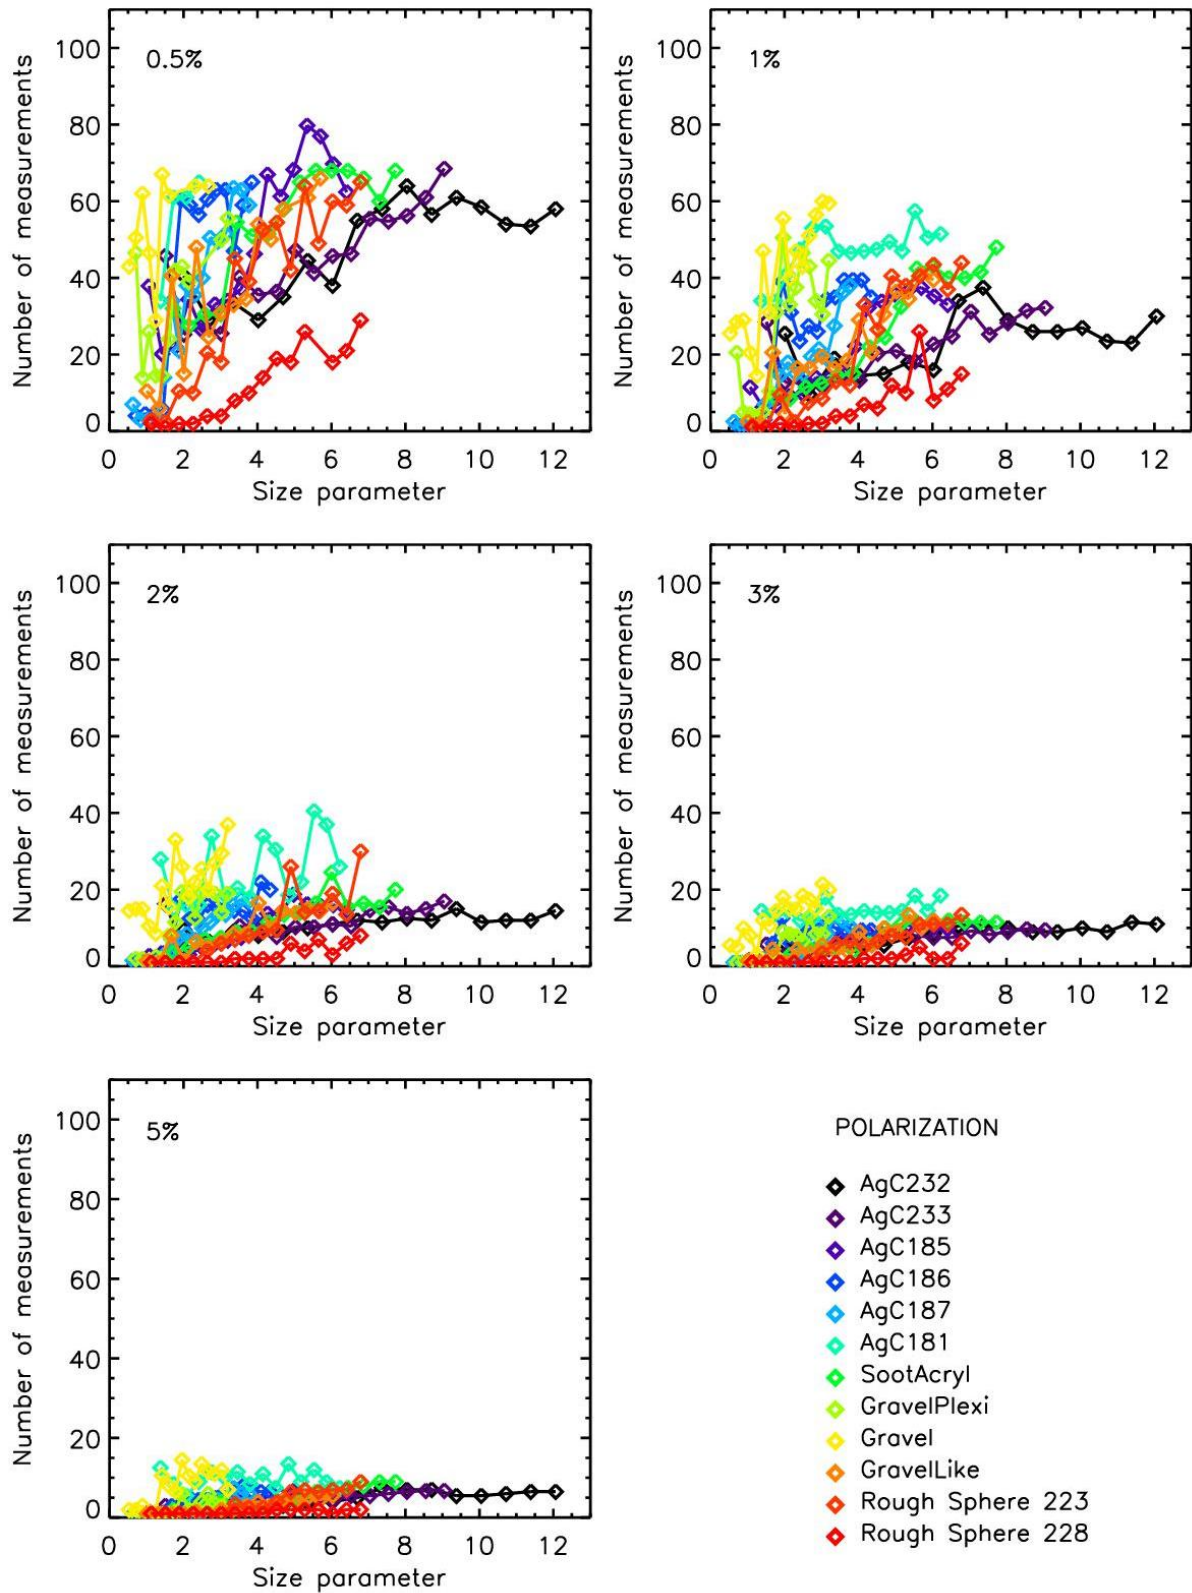 0.5%
100
80
60
40
20
0
Number of measurements
0 2 4 6 8 10 12
Size parameter
1%
100
80
60
40
20
0
Number of measurements
0 2 4 6 8 10 12
Size parameter
2%
100
80
60
40
20
0
Number of measurements
0 2 4 6 8 10 12
Size parameter
3%
100
80
60
40
20
0
Number of measurements
0 2 4 6 8 10 12
Size parameter
5%
100
80
60
40
20
0
Number of measurements
0 2 4 6 8 10 12
Size parameter
POLARIZATION
AgC232
AgC233
AgC185
AgC186
AgC187
AgC181
SootAcryl
GravelPlexi
Gravel
GravelLike
Rough Sphere 223
Rough Sphere 228